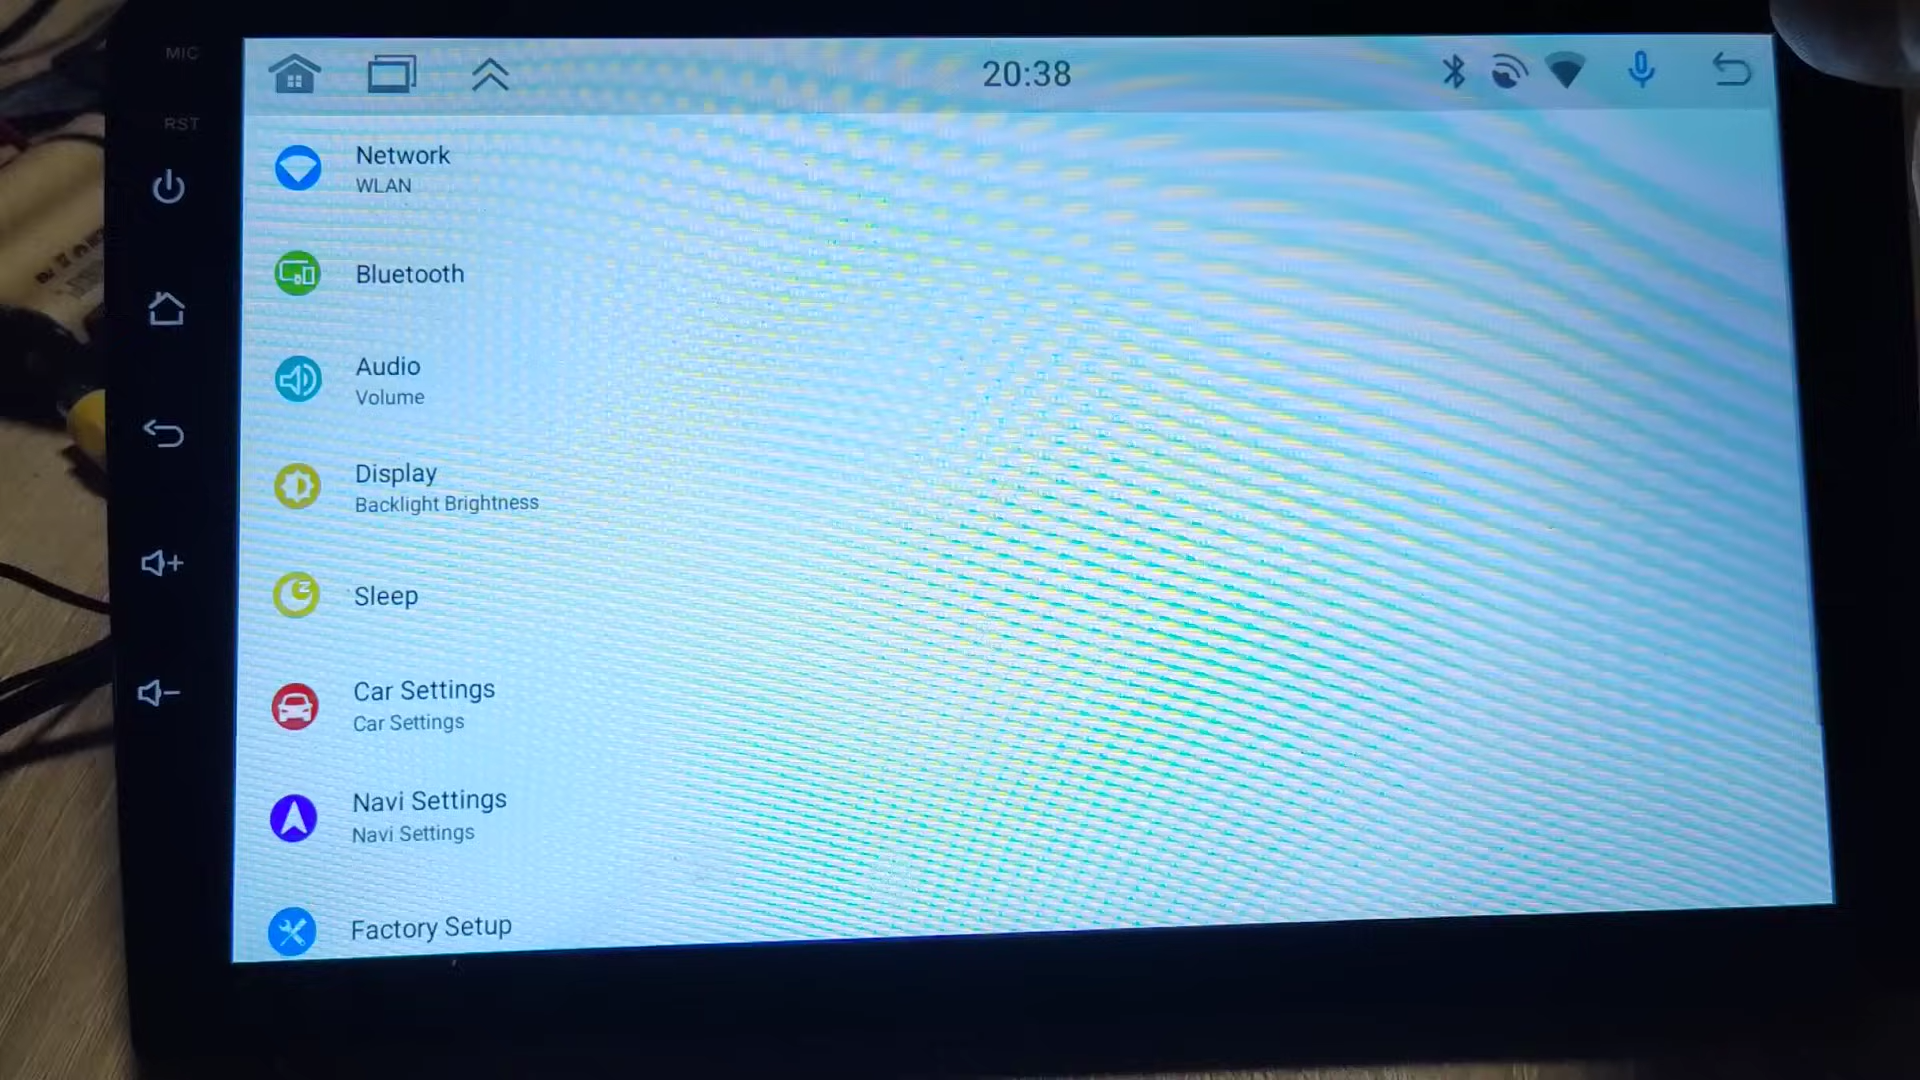 MIC
20:38
RST
Network
WLAN
Bluetooth
Audio
Volume
Display
Backlight Brightness
Sleep
Car Settings
Car Settings
Navi Settings
Navi Settings
Factory Setup